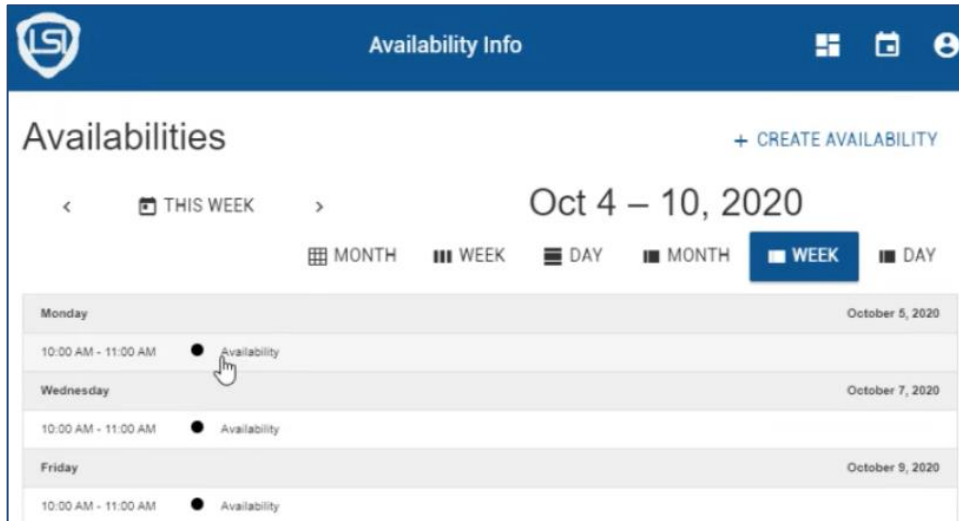 LSI
Availability Info
Availabilities
+ CREATE AVAILABILITY
< THIS WEEK >
Oct 4 – 10, 2020
MONTH WEEK DAY MONTH WEEK DAY
Monday October 5, 2020
10:00 AM - 11:00 AM Availability
Wednesday October 7, 2020
10:00 AM - 11:00 AM Availability
Friday October 9, 2020
10:00 AM - 11:00 AM Availability